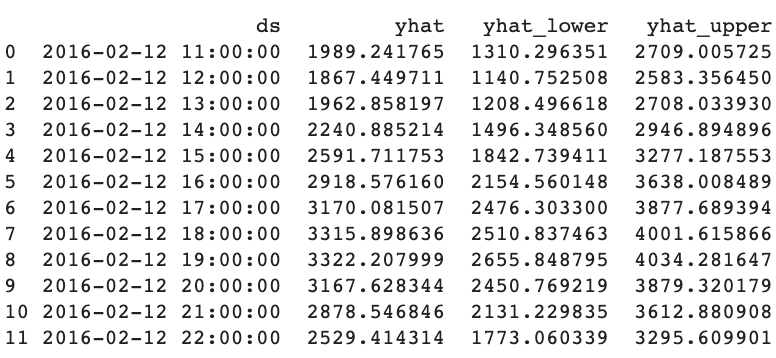 ds yhat yhat_lower yhat_upper
0 2016-02-12 11:00:00 1989.241765 1310.296351 2709.005725
1 2016-02-12 12:00:00 1867.449711 1140.752508 2583.356450
2 2016-02-12 13:00:00 1962.858197 1208.496618 2708.033930
3 2016-02-12 14:00:00 2240.885214 1496.348560 2946.894896
4 2016-02-12 15:00:00 2591.711753 1842.739411 3277.187553
5 2016-02-12 16:00:00 2918.576160 2154.560148 3638.008489
6 2016-02-12 17:00:00 3170.081507 2476.303300 3877.689394
7 2016-02-12 18:00:00 3315.898636 2510.837463 4001.615866
8 2016-02-12 19:00:00 3322.207999 2655.848795 4034.281647
9 2016-02-12 20:00:00 3167.628344 2450.769219 3879.320179
10 2016-02-12 21:00:00 2878.546846 2131.229835 3612.880908
11 2016-02-12 22:00:00 2529.414314 1773.060339 3295.609901